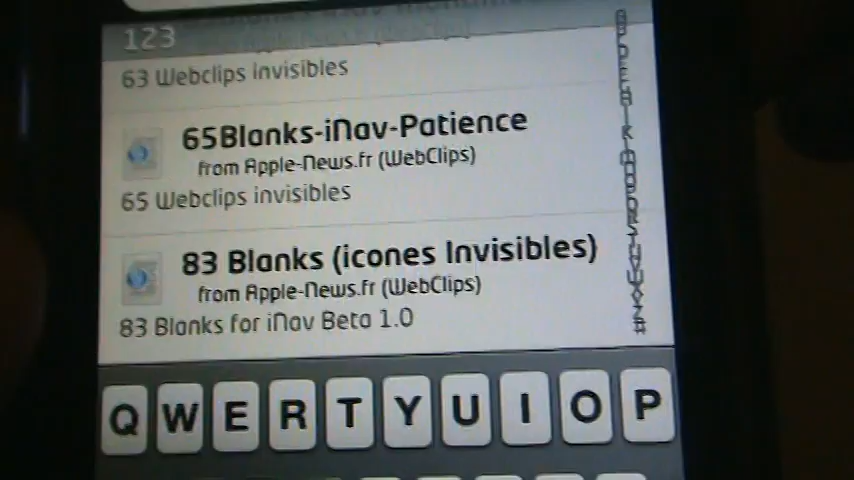 123
63 Webclips invisibles
65Blanks-iNav-Patience
from Apple-News.fr (WebClips)
65 Webclips invisibles
83 Blanks (icones Invisibles)
from Apple-News.fr (WebClips)
83 Blanks for iNav Beta 1.0
Q W E R T Y U I O P